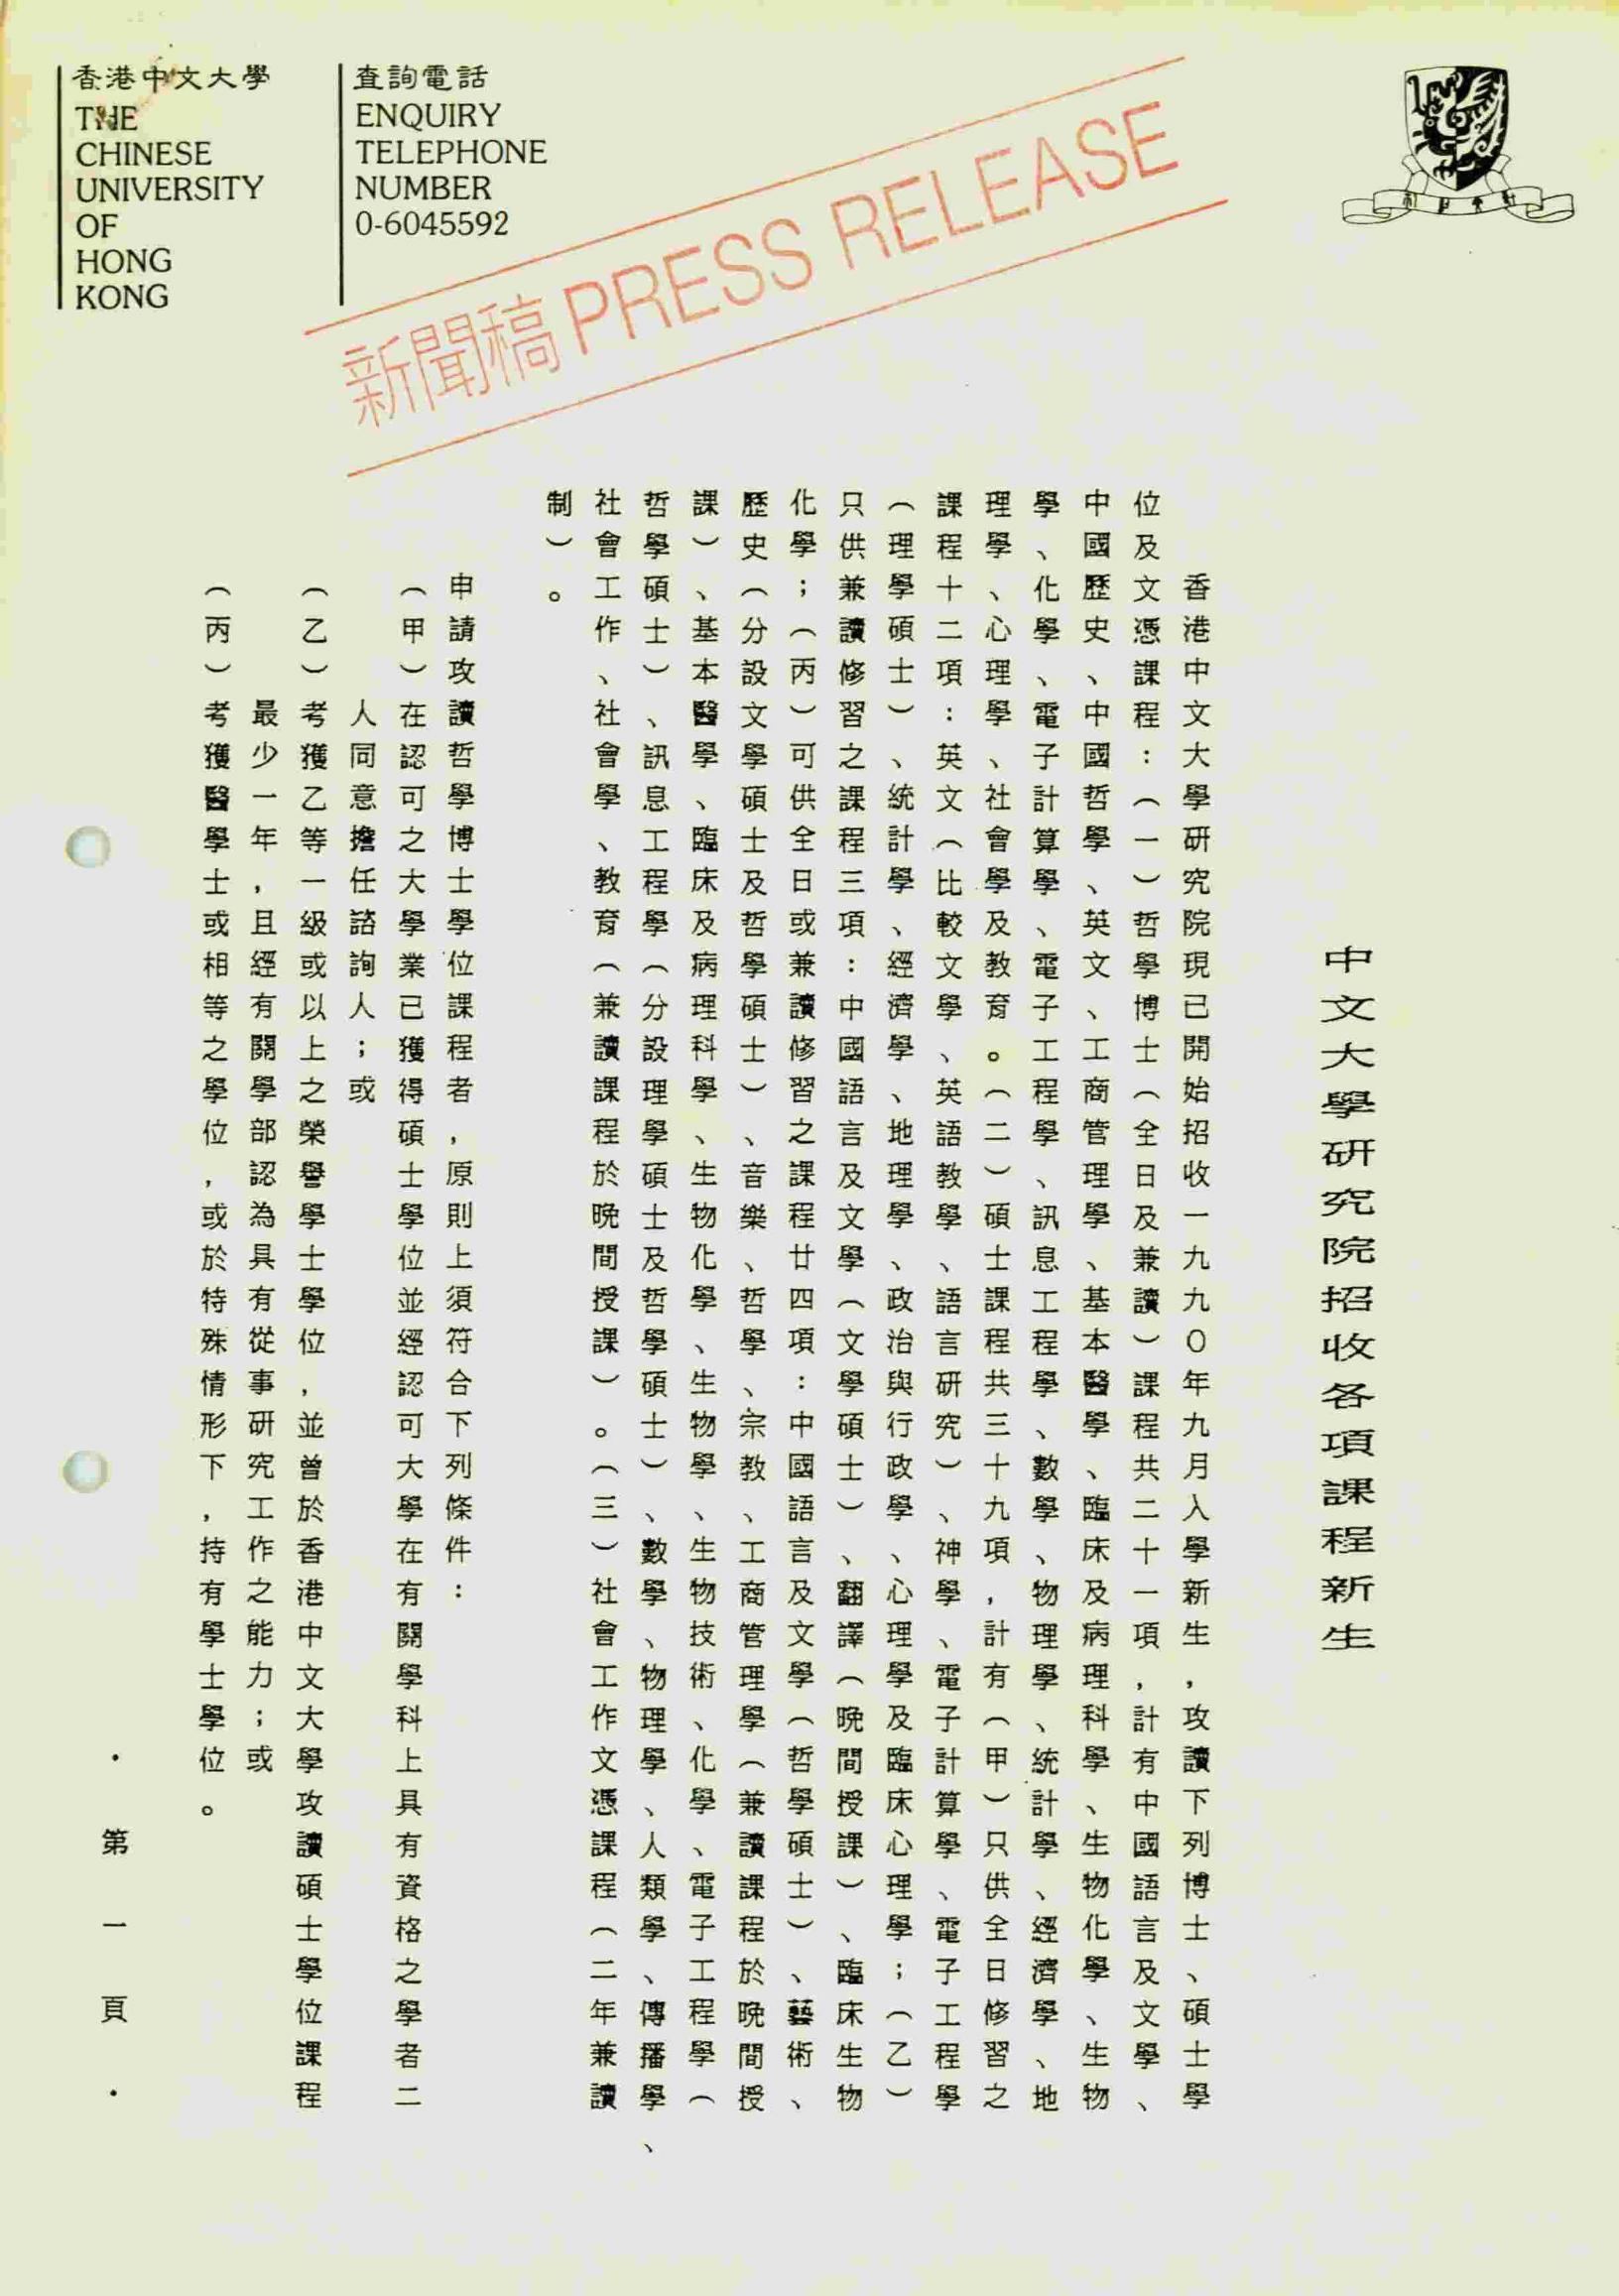 香港中文大學
THE
CHINESE
UNIVERSITY
OF
HONG
KONG
查詢電話
ENQUIRY
TELEPHONE
NUMBER
0-6045592
新聞稿 PRESS RELEASE
中文大學研究院招收各項課程新生
香港中文大學研究院現已開始招收一九九〇年九月入學新生，攻讀下列博士、碩士學
位及文憑課程：（一）哲學博士（全日及兼讀）課程共二十一項，計有中國語言及文學、
中國歷史、中國哲學、英文、工商管理學、基本醫學、臨床及病理科學、生物化學、生物
學、化學、電子計算學、電子工程學、訊息工程學、數學、物理學、統計學、經濟學、地
理學、心理學、社會學及教育。（二）碩士課程共三十九項，計有（甲）只供全日修習之
課程十二項：英文（比較文學、英語教學、語言研究）、神學、電子計算學、電子工程學
（理學碩士）、統計學、經濟學、地理學、政治與行政學、心理學及臨床心理學；（乙）
只供兼讀修習之課程三項：中國語言及文學（文學碩士）、翻譯（晚間授課）、臨床生物
化學；（丙）可供全日或兼讀修習之課程廿四項：中國語言及文學（哲學碩士）、藝術、
歷史（分設文學碩士及哲學碩士）、音樂、哲學、宗教、工商管理學（兼讀課程於晚間授
課）、基本醫學、臨床及病理科學、生物化學、生物學、生物技術、化學、電子工程學（
哲學碩士）、訊息工程學（分設理學碩士及哲學碩士）、數學、物理學、人類學、傳播學、
社會工作、社會學、教育（兼讀課程於晚間授課）。（三）社會工作文憑課程（二年兼讀
制）。
申請攻讀哲學博士學位課程者，原則上須符合下列條件：
（甲）在認可之大學業已獲得碩士學位並經認可大學在有關學科上具有資格之學者二
人同意擔任諮詢人；或
（乙）考獲乙等一級或以上之榮譽學士學位，並曾於香港中文大學攻讀碩士學位課程
最少一年，且經有關學部認為具有從事研究工作之能力；或
（丙）考獲醫學士或相等之學位，或於特殊情形下，持有學士學位。
．第一頁．